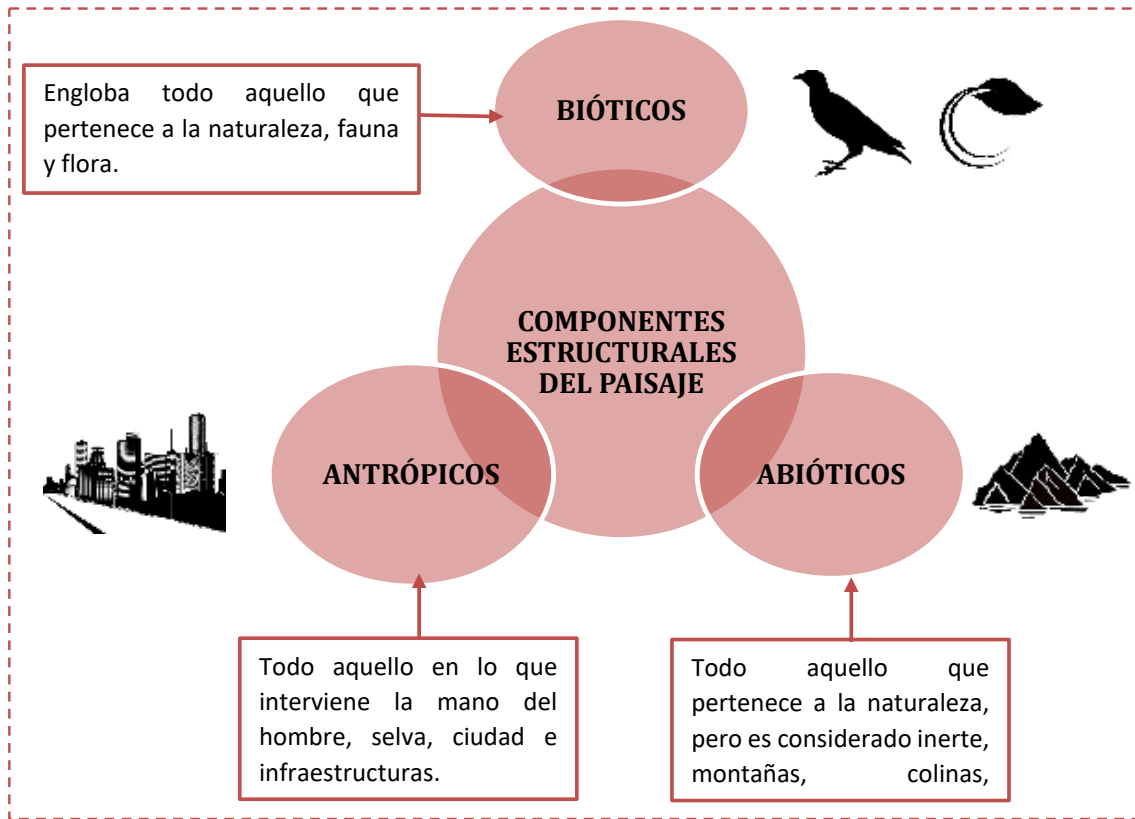 Engloba todo aquello que
pertenece a la naturaleza, fauna
y flora.
BIÓTICOS
COMPONENTES
ESTRUCTURALES
DEL PAISAJE
ANTRÓPICOS
ABIÓTICOS
Todo aquello en lo que
interviene la mano del
hombre, selva, ciudad e
infraestructuras.
Todo aquello que
pertenece a la naturaleza,
pero es considerado inerte,
montañas, colinas,